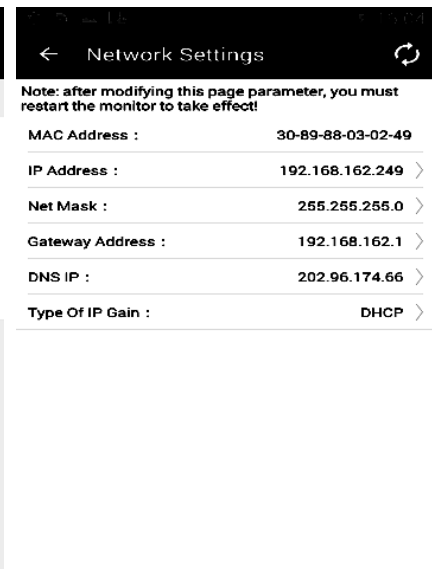 Network Settings
Note: after modifying this page parameter, you must
restart the monitor to take effect!
MAC Address : 30-89-88-03-02-49
IP Address : 192.168.162.249
Net Mask : 255.255.255.0
Gateway Address : 192.168.162.1
DNS IP : 202.96.174.66
Type Of IP Gain : DHCP